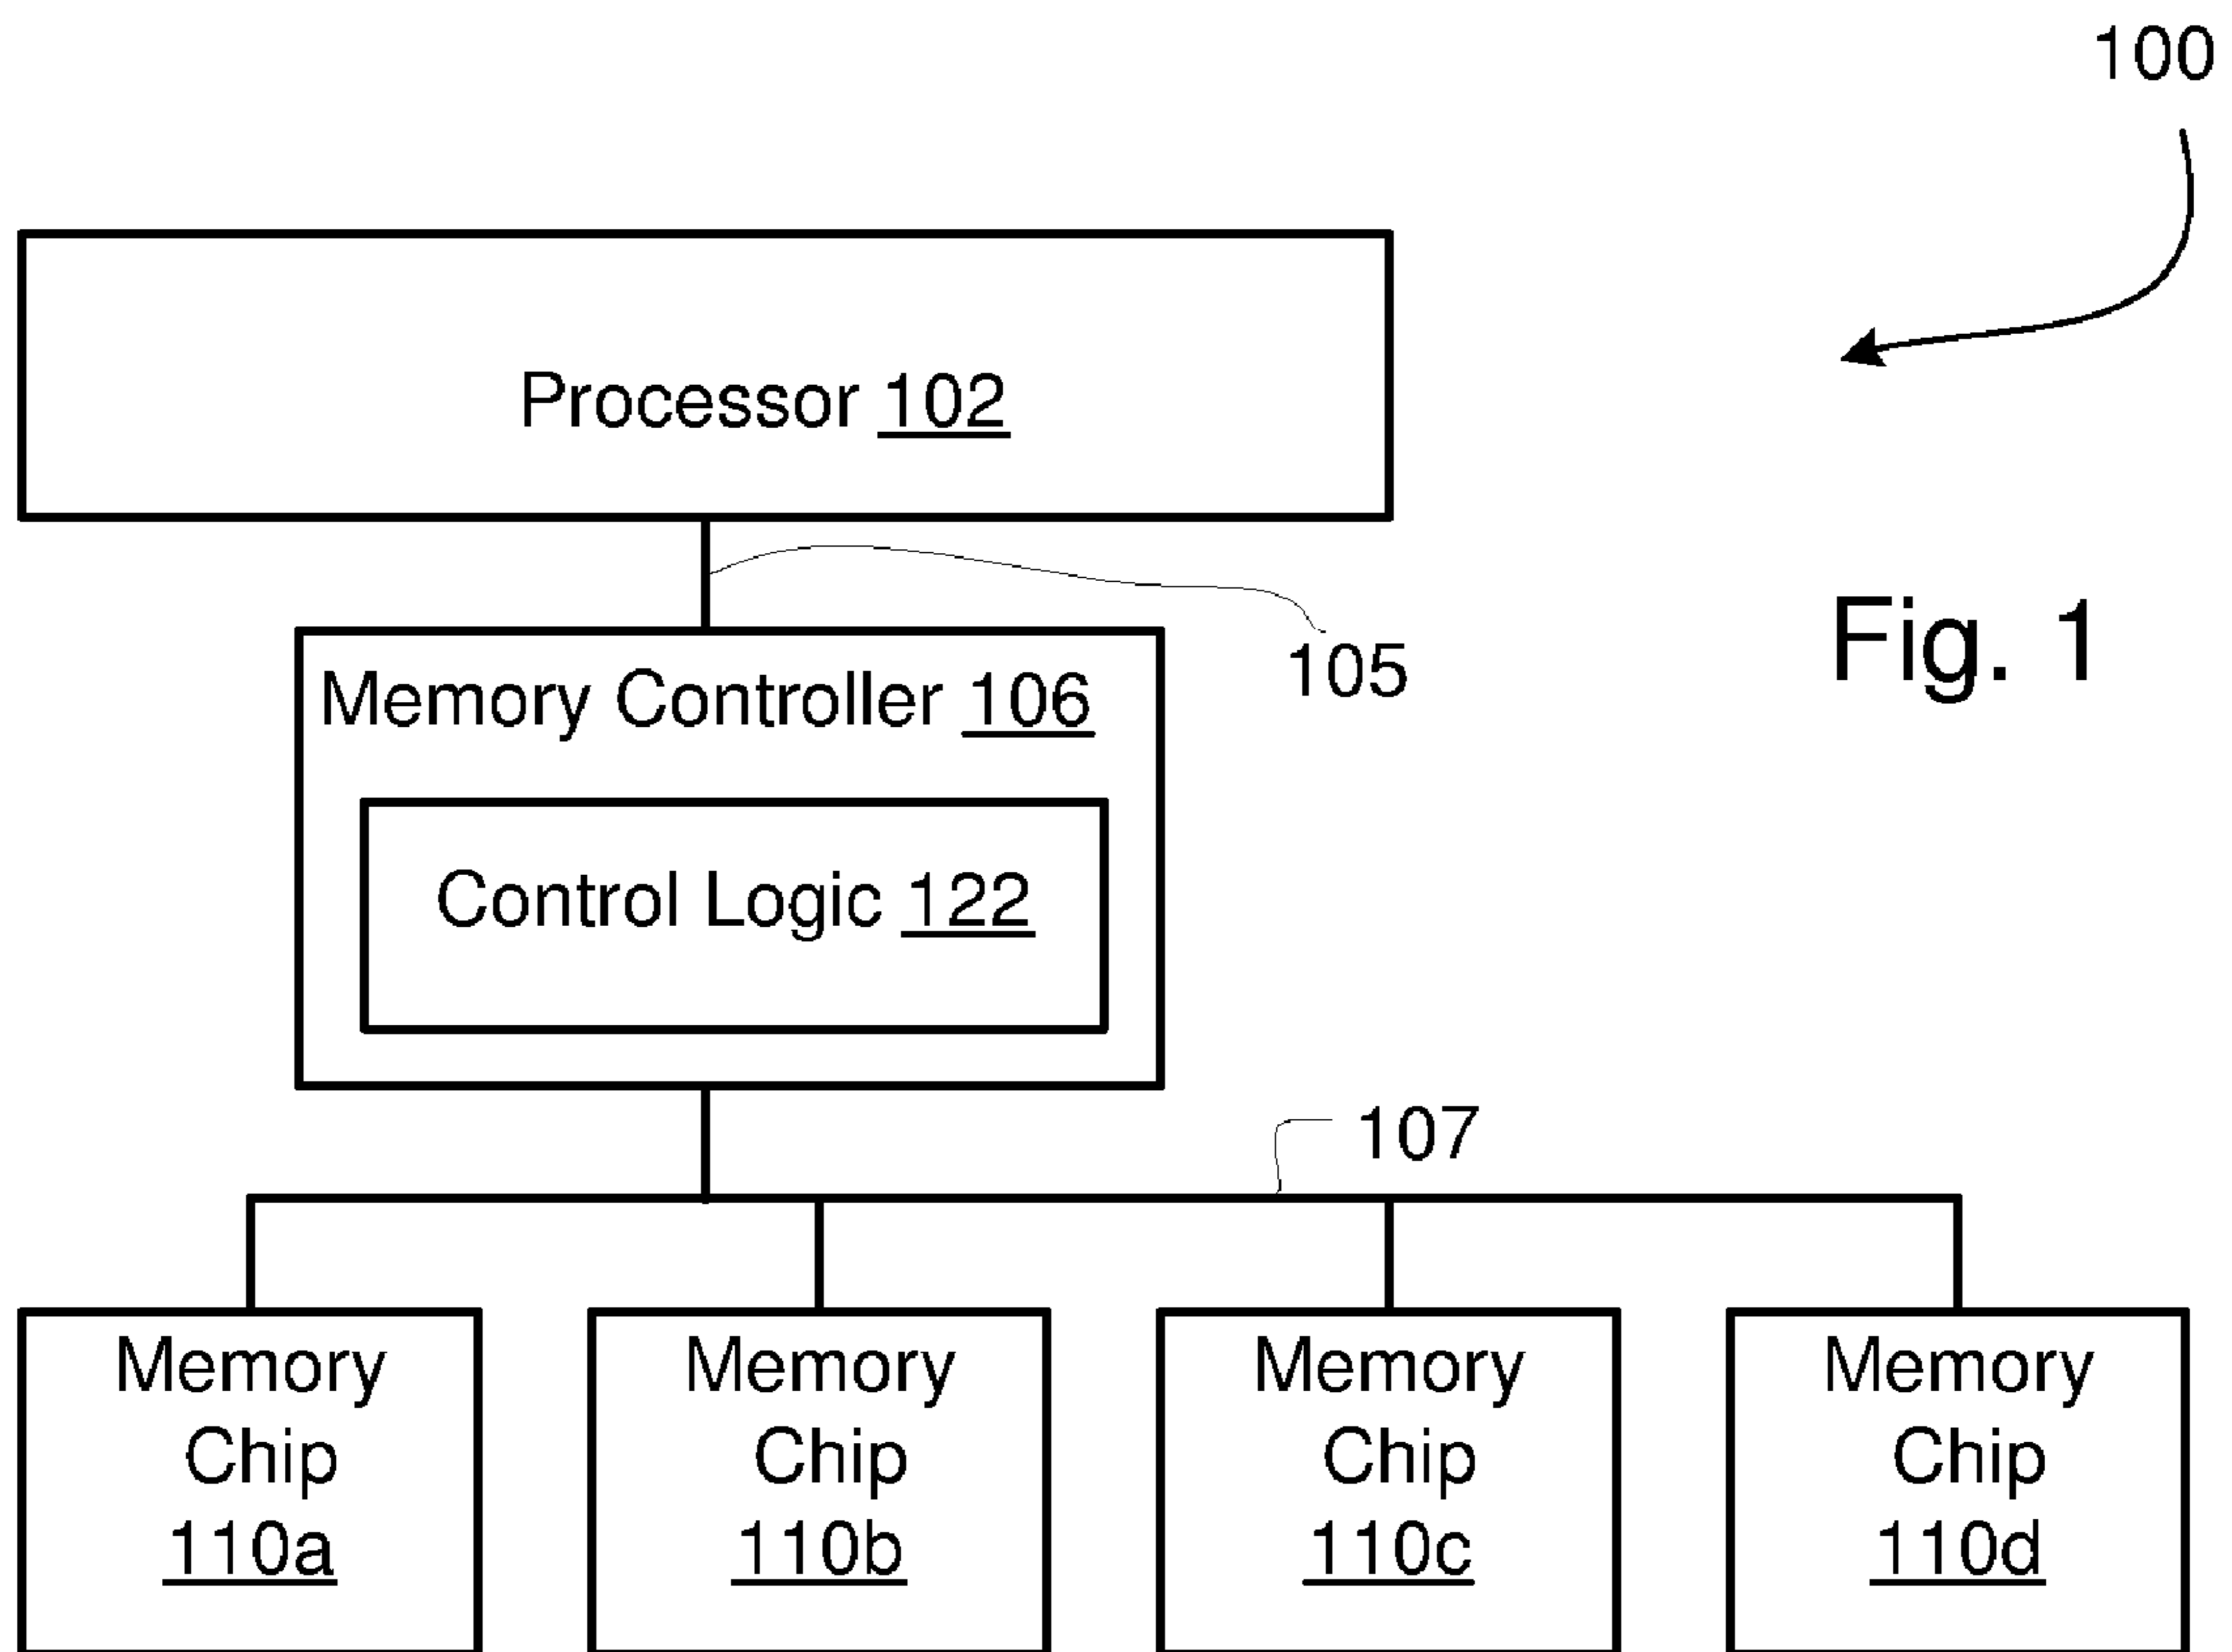 100
Processor 102
105
Fig. 1
Memory Controller 106
Control Logic 122
107
Memory
Chip
110a
Memory
Chip
110b
Memory
Chip
110c
Memory
Chip
110d